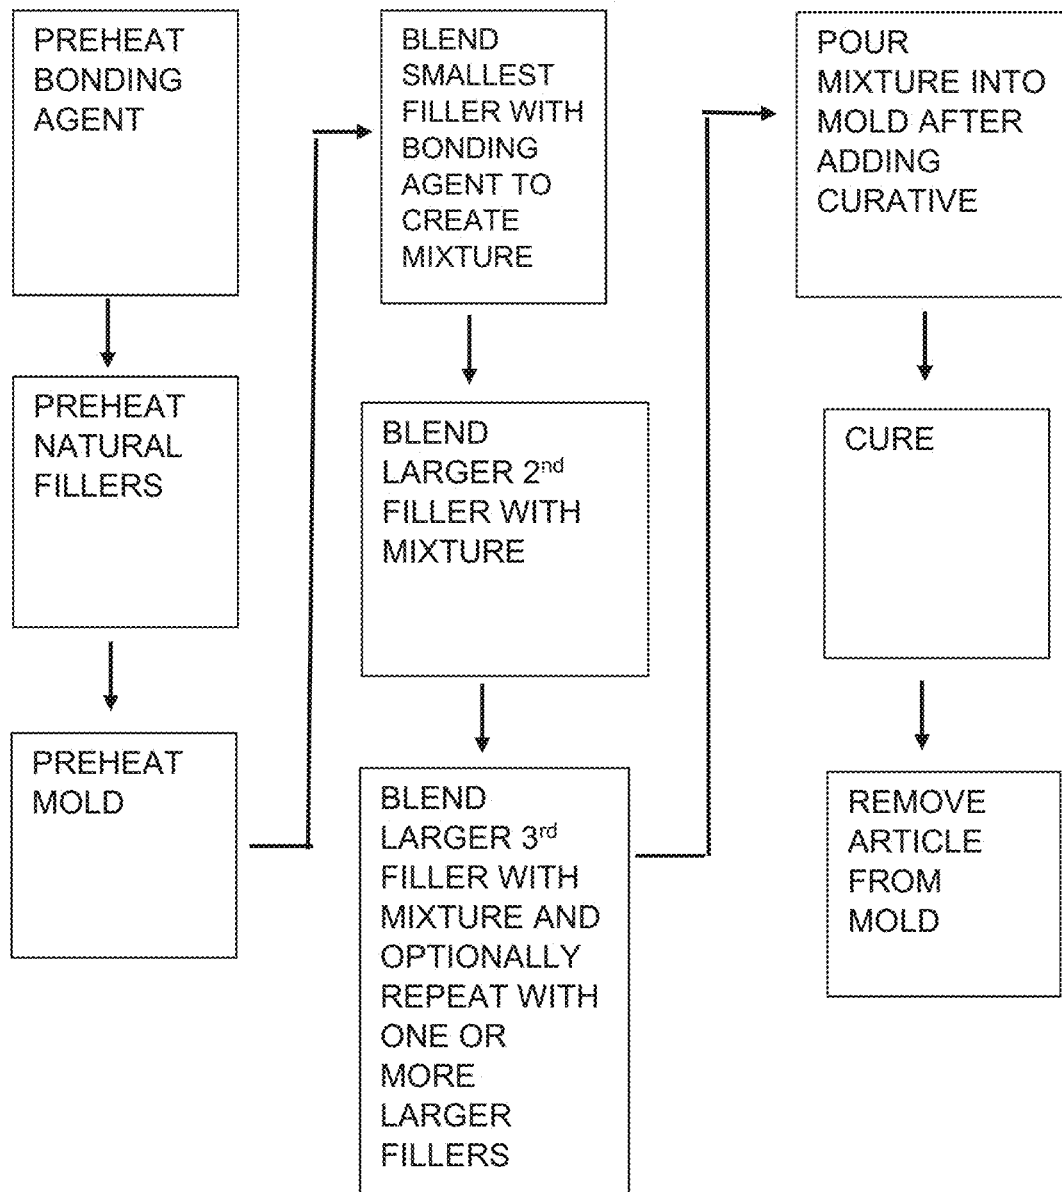 PREHEAT
BONDING
AGENT
PREHEAT
NATURAL
FILLERS
PREHEAT
MOLD
BLEND
SMALLEST
FILLER WITH
BONDING
AGENT TO
CREATE
MIXTURE
BLEND
LARGER 2nd
FILLER WITH
MIXTURE
BLEND
LARGER 3rd
FILLER WITH
MIXTURE AND
OPTIONALLY
REPEAT WITH
ONE OR
MORE
LARGER
FILLERS
POUR
MIXTURE INTO
MOLD AFTER
ADDING
CURATIVE
CURE
REMOVE
ARTICLE
FROM
MOLD